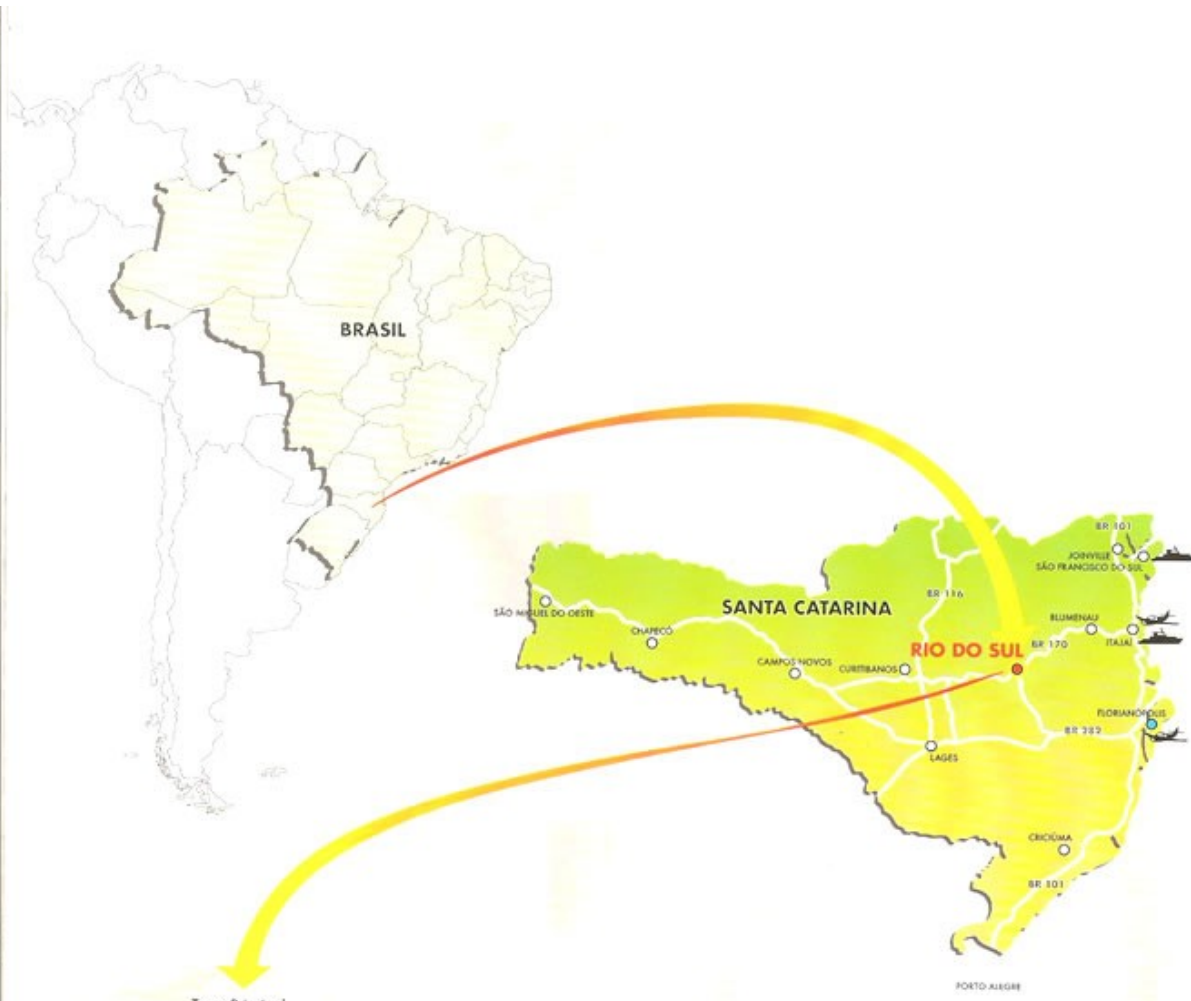 BRASIL
BR 101
JOINVILLE
SÃO FRANCISCO DO SUL
BR 116
SANTA CATARINA
SÃO MIGUEL DO OESTE
CHAPECÓ
BLUMENAU
ITAJAÍ
RIO DO SUL
BR 170
CAMPOS NOVOS
CURITIBANOS
FLORIANÓPOLIS
BR 282
LAGES
CRICIÚMA
BR 101
PORTO ALEGRE